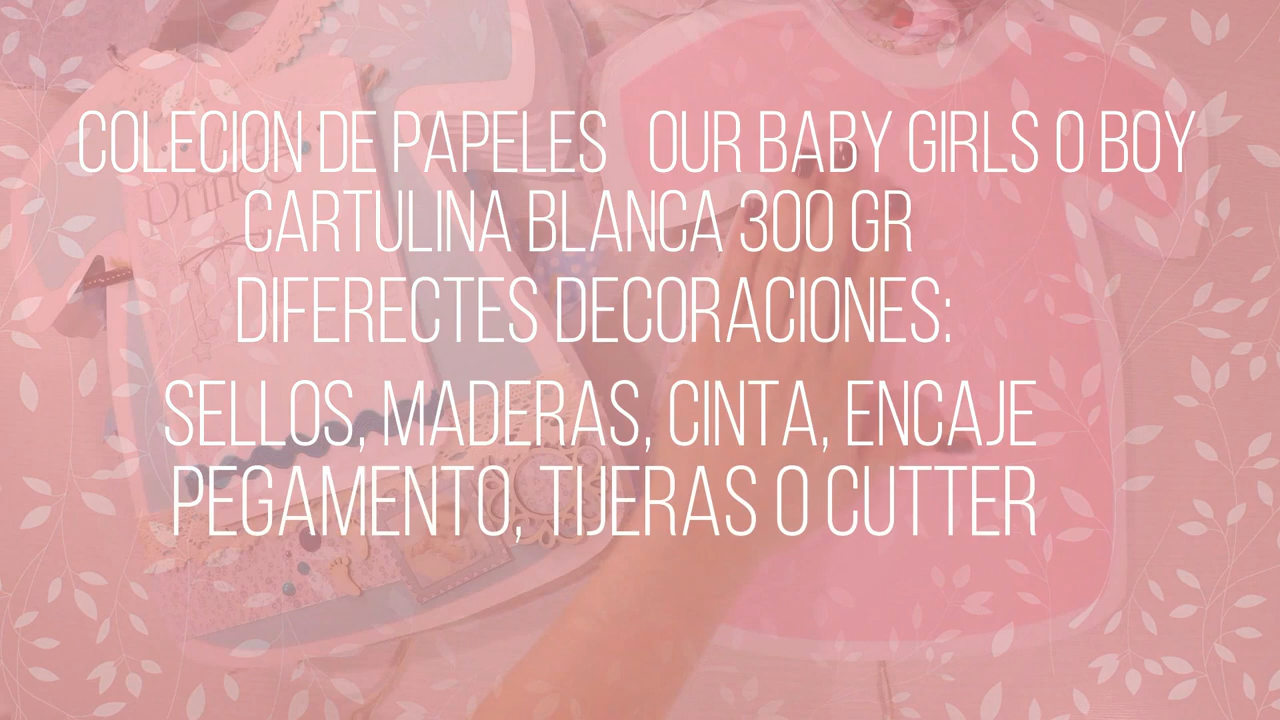 COLECION DE PAPELES OUR BABY GIRLS O BOY
CARTULINA BLANCA 300 GR
DIFERECTES DECORACIONES:
SELLOS, MADERAS, CINTA, ENCAJE
PEGAMENTO, TIJERAS O CUTTER